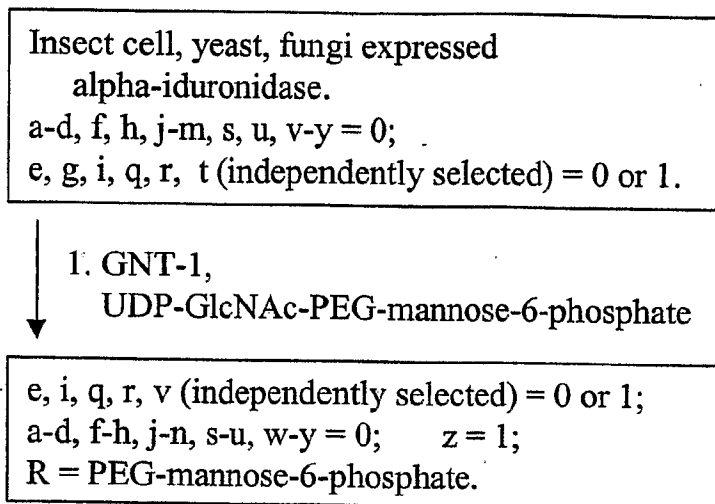 Insect cell, yeast, fungi expressed
alpha-iduronidase.
a-d, f, h, j-m, s, u, v-y = 0;
e, g, i, q, r, t (independently selected) = 0 or 1.
1. GNT-1,
UDP-GlcNAc-PEG-mannose-6-phosphate
e, i, q, r, v (independently selected) = 0 or 1;
a-d, f-h, j-n, s-u, w-y = 0; z = 1;
R = PEG-mannose-6-phosphate.